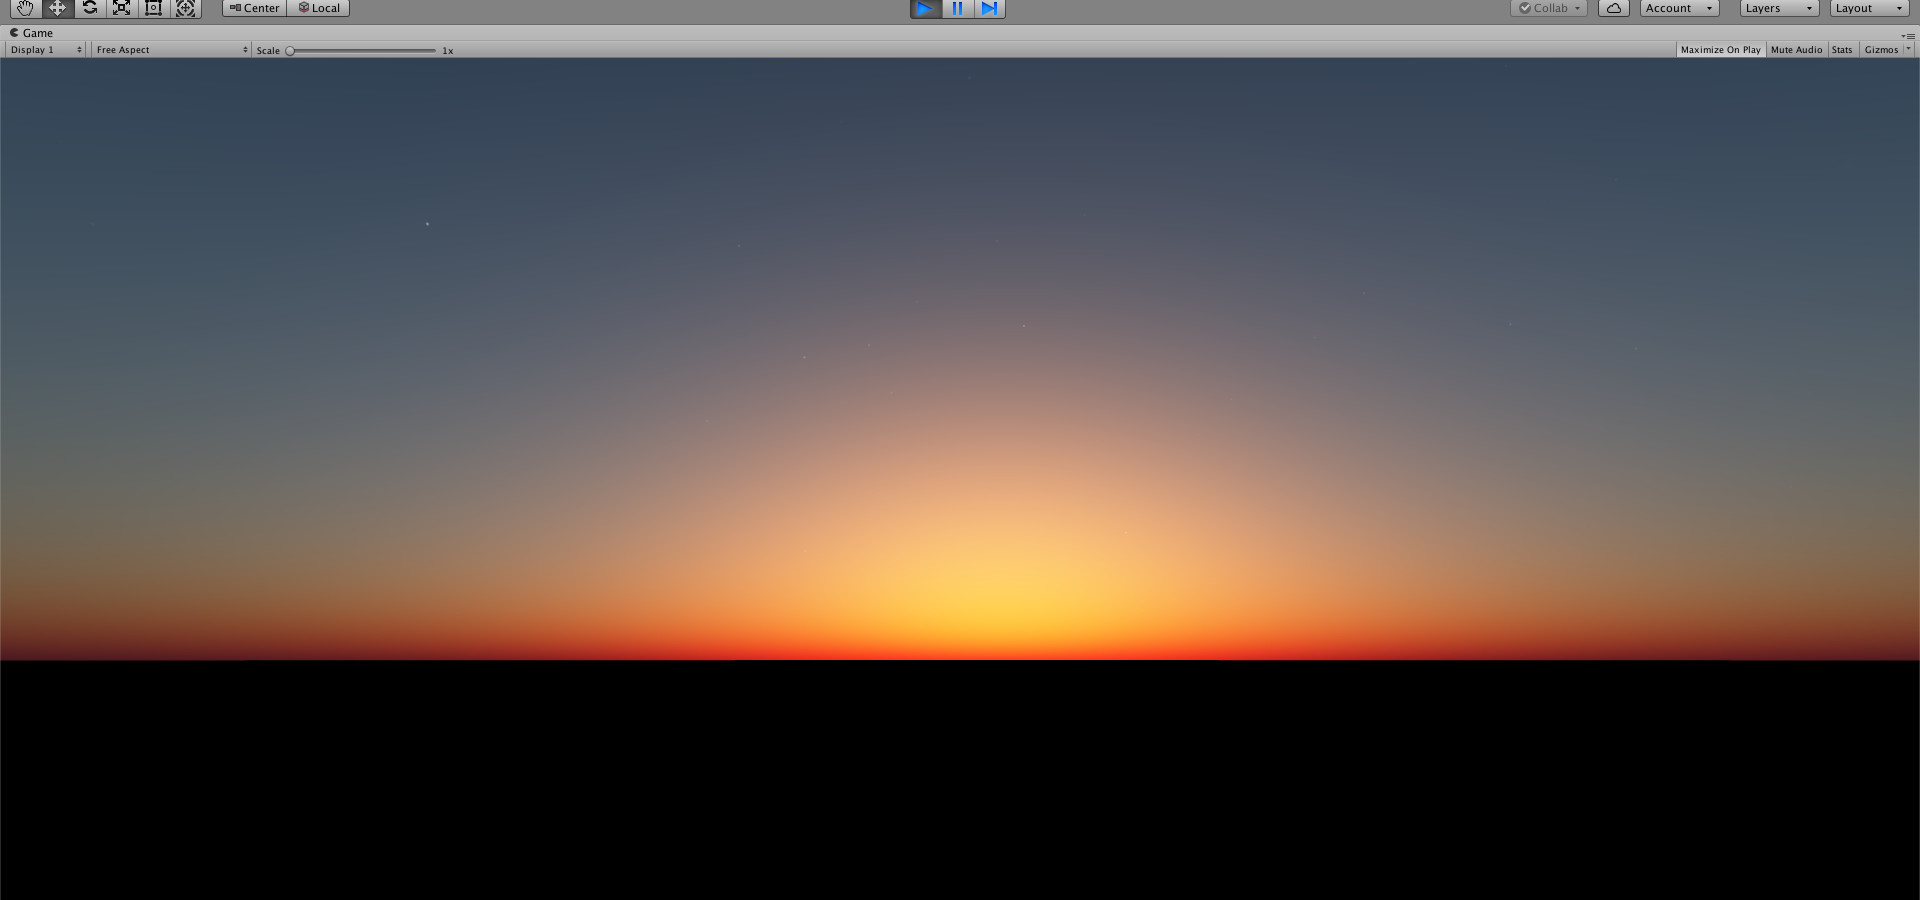 Center Local Collab Account Layers Layout
Game
Display 1 Free Aspect Scale 1x Maximize On Play Mute Audio Stats Gizmos